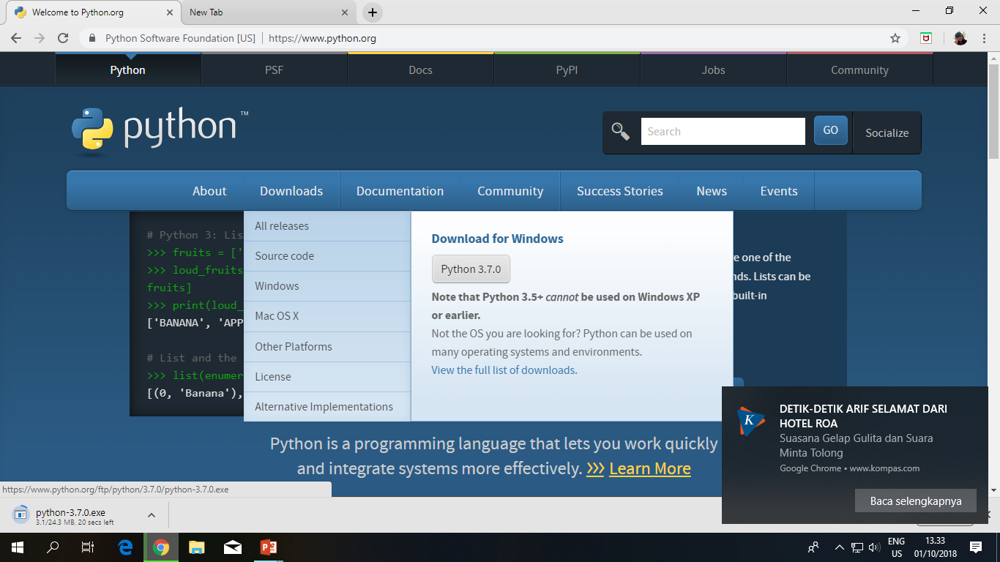 Welcome to Python.org
New Tab
Python Software Foundation [US]
https://www.python.org
Python
PSF
Docs
PyPI
Jobs
Community
python™
Search
GO
Socialize
About
Downloads
Documentation
Community
Success Stories
News
Events
# Python 3: Lis
>>> fruits = ['
>>> loud_fruits
fruits]
>>> print(loud_
['BANANA', 'APP
# List and the
>>> list(enumer
[(0, 'Banana'),
All releases
Source code
Windows
Mac OS X
Other Platforms
License
Alternative Implementations
Download for Windows
Python 3.7.0
Note that Python 3.5+ cannot be used on Windows XP
or earlier.
Not the OS you are looking for? Python can be used on
many operating systems and environments.
View the full list of downloads.
e one of the
nds. Lists can be
built-in
Python is a programming language that lets you work quickly
and integrate systems more effectively. >>> Learn More
DETIK-DETIK ARIF SELAMAT DARI
HOTEL ROA
Suasana Gelap Gulita dan Suara
Minta Tolong
Google Chrome • www.kompas.com
Baca selengkapnya
https://www.python.org/ftp/python/3.7.0/python-3.7.0.exe
python-3.7.0.exe
3.1/24.3 MB, 20 secs left
ENG
US
13.33
01/10/2018